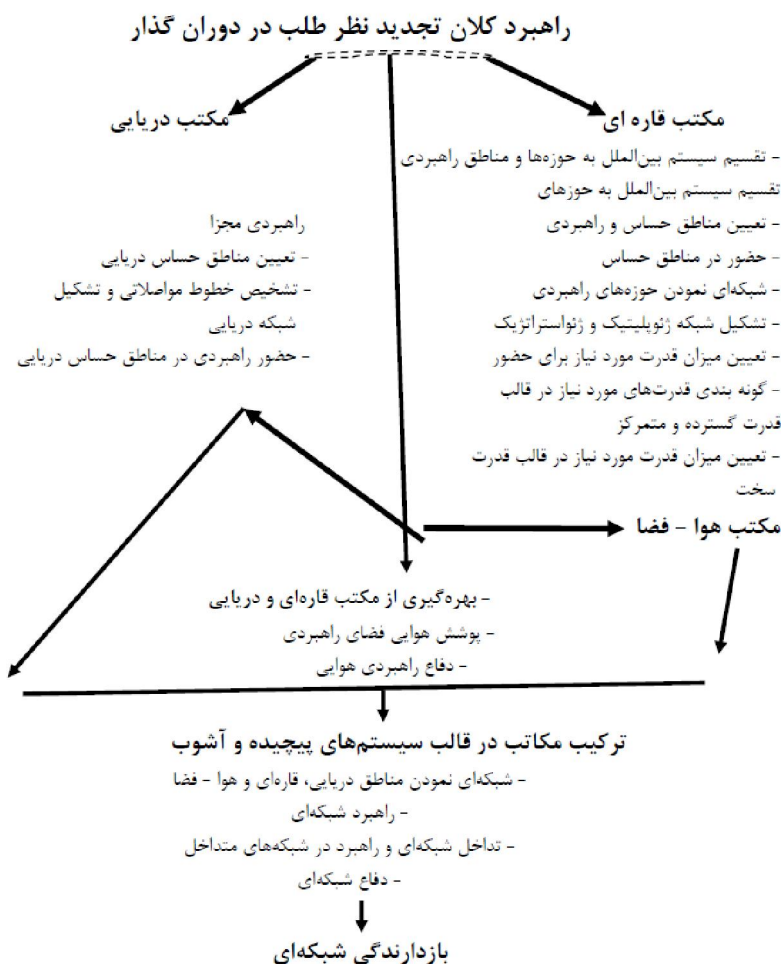 راهبرد کلان تجدید نظر طلب در دوران گذار
مکتب قاره ای
- تقسیم سیستم بین‌الملل به حوزه‌ها و مناطق راهبردی
تقسیم سیستم بین‌الملل به حوزهای
- تعیین مناطق حساس و راهبردی
- حضور در مناطق حساس
- شبکه‌ای نمودن حوزه‌های راهبردی
- تشکیل شبکه ژئوپلیتیک و ژئواستراتژیک
- تعیین میزان قدرت مورد نیاز برای حضور
- گونه بندی قدرت‌های مورد نیاز در قالب
قدرت گسترده و متمرکز
- تعیین میزان قدرت مورد نیاز در قالب قدرت
سخت
مکتب دریایی
راهبردی مجزا
- تعیین مناطق حساس دریایی
- تشخیص خطوط مواصلاتی و تشکیل
شبکه دریایی
- حضور راهبردی در مناطق حساس دریایی
مکتب هوا - فضا
- بهره‌گیری از مکتب قاره‌ای و دریایی
پوشش هوایی فضای راهبردی
- دفاع راهبردی هوایی
ترکیب مکاتب در قالب سیستم‌های پیچیده و آشوب
- شبکه‌ای نمودن مناطق دریایی، قاره‌ای و هوا - فضا
- راهبرد شبکه‌ای
- تداخل شبکه‌ای و راهبرد در شبکه‌های متداخل
- دفاع شبکه‌ای
بازدارندگی شبکه‌ای